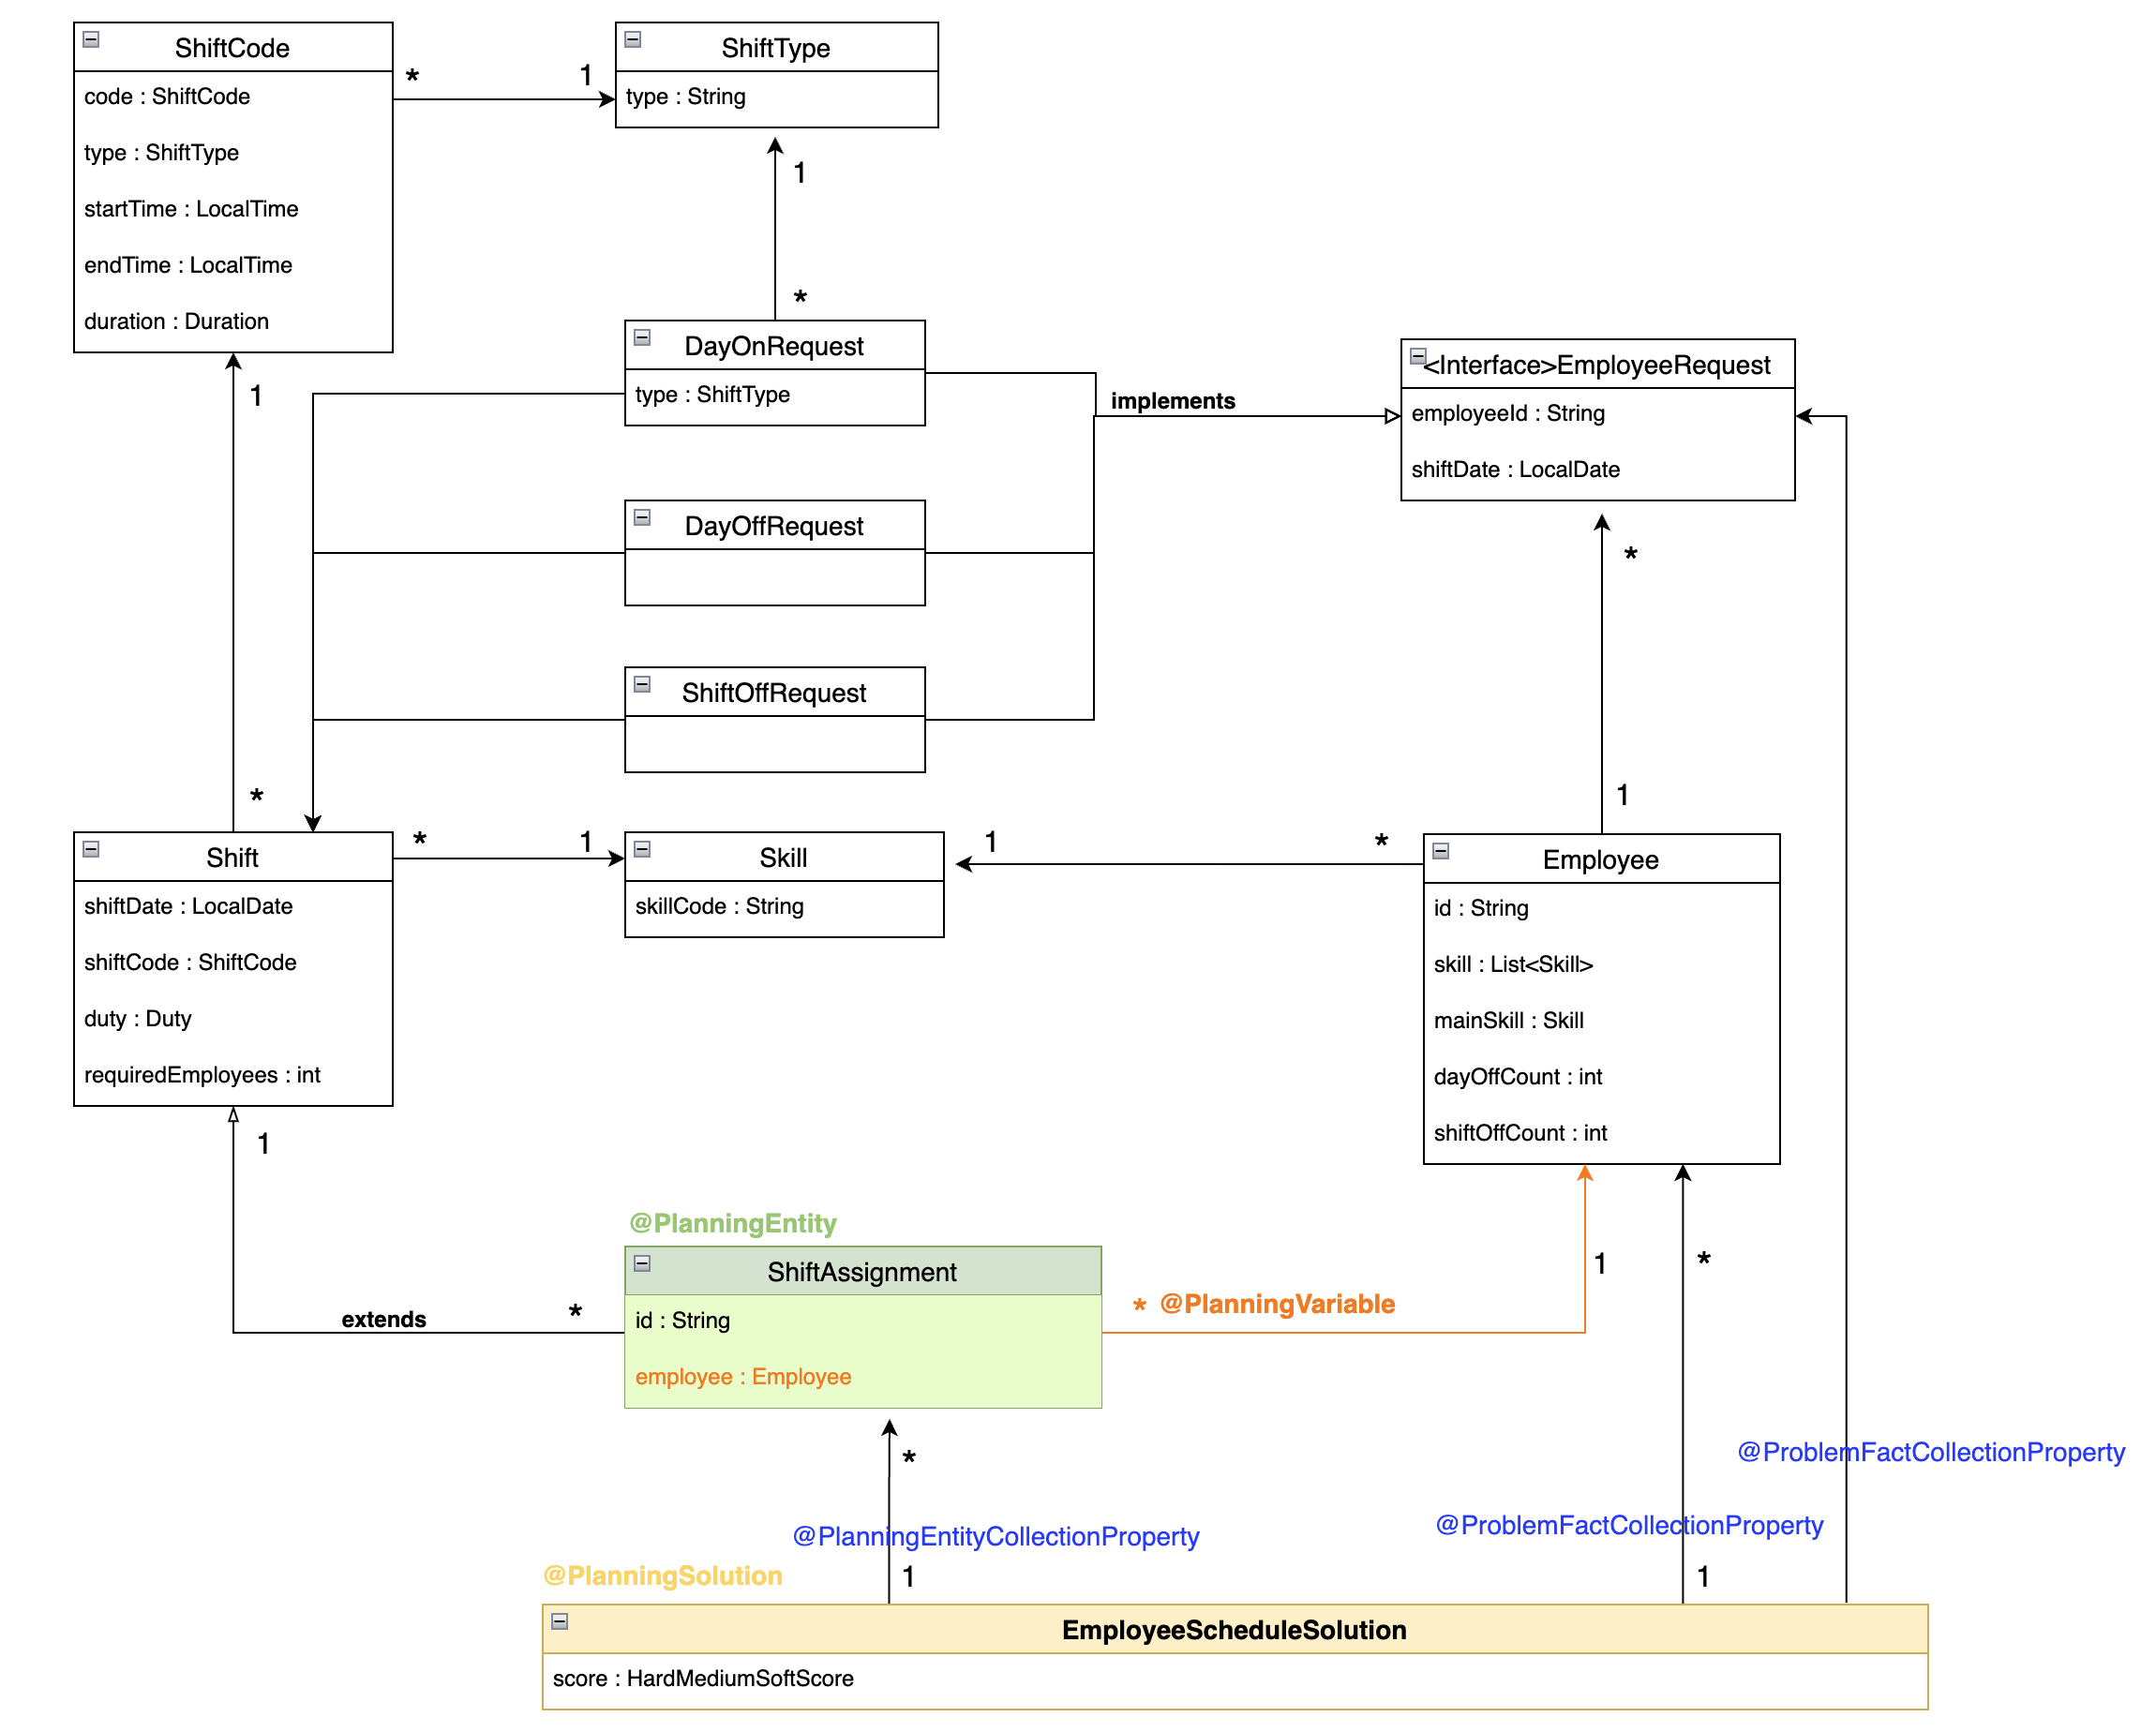 ShiftCode
code : ShiftCode
type : ShiftType
startTime : LocalTime
endTime : LocalTime
duration : Duration
*
1
ShiftType
type : String
1
*
DayOnRequest
type : ShiftType
implements
<Interface>EmployeeRequest
employeeId : String
shiftDate : LocalDate
1
DayOffRequest
*
ShiftOffRequest
*
1
Shift
shiftDate : LocalDate
shiftCode : ShiftCode
duty : Duty
requiredEmployees : int
*
1
Skill
skillCode : String
1
*
Employee
id : String
skill : List<Skill>
mainSkill : Skill
dayOffCount : int
shiftOffCount : int
1
extends
*
@PlanningEntity
ShiftAssignment
id : String
employee : Employee
* @PlanningVariable
1
*
*
@ProblemFactCollectionProperty
@PlanningEntityCollectionProperty
@ProblemFactCollectionProperty
1
1
@PlanningSolution
EmployeeScheduleSolution
score : HardMediumSoftScore